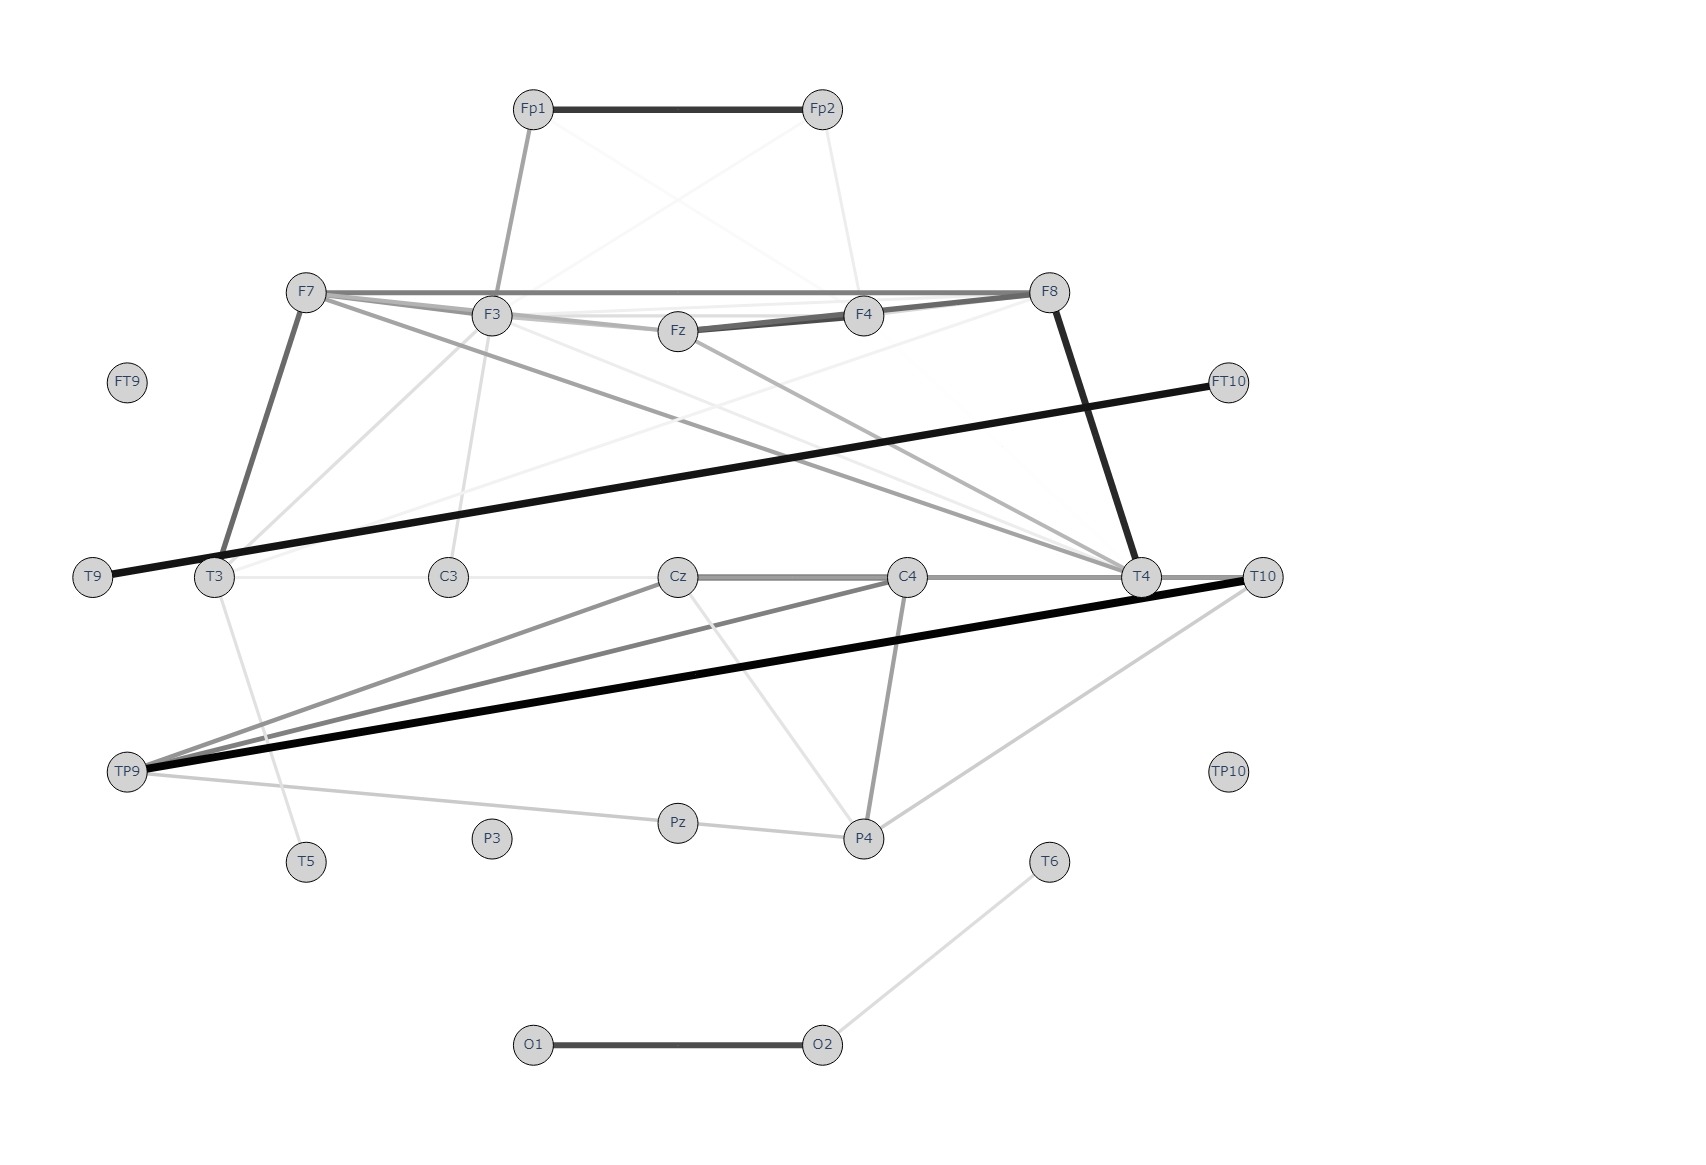 Fp1 Fp2
F7 F8
F3 Fz F4
FT9 FT10
T9 T3 C3 Cz C4 T4 T10
TP9 TP10
Pz
P3 P4
T5 T6
O1 O2